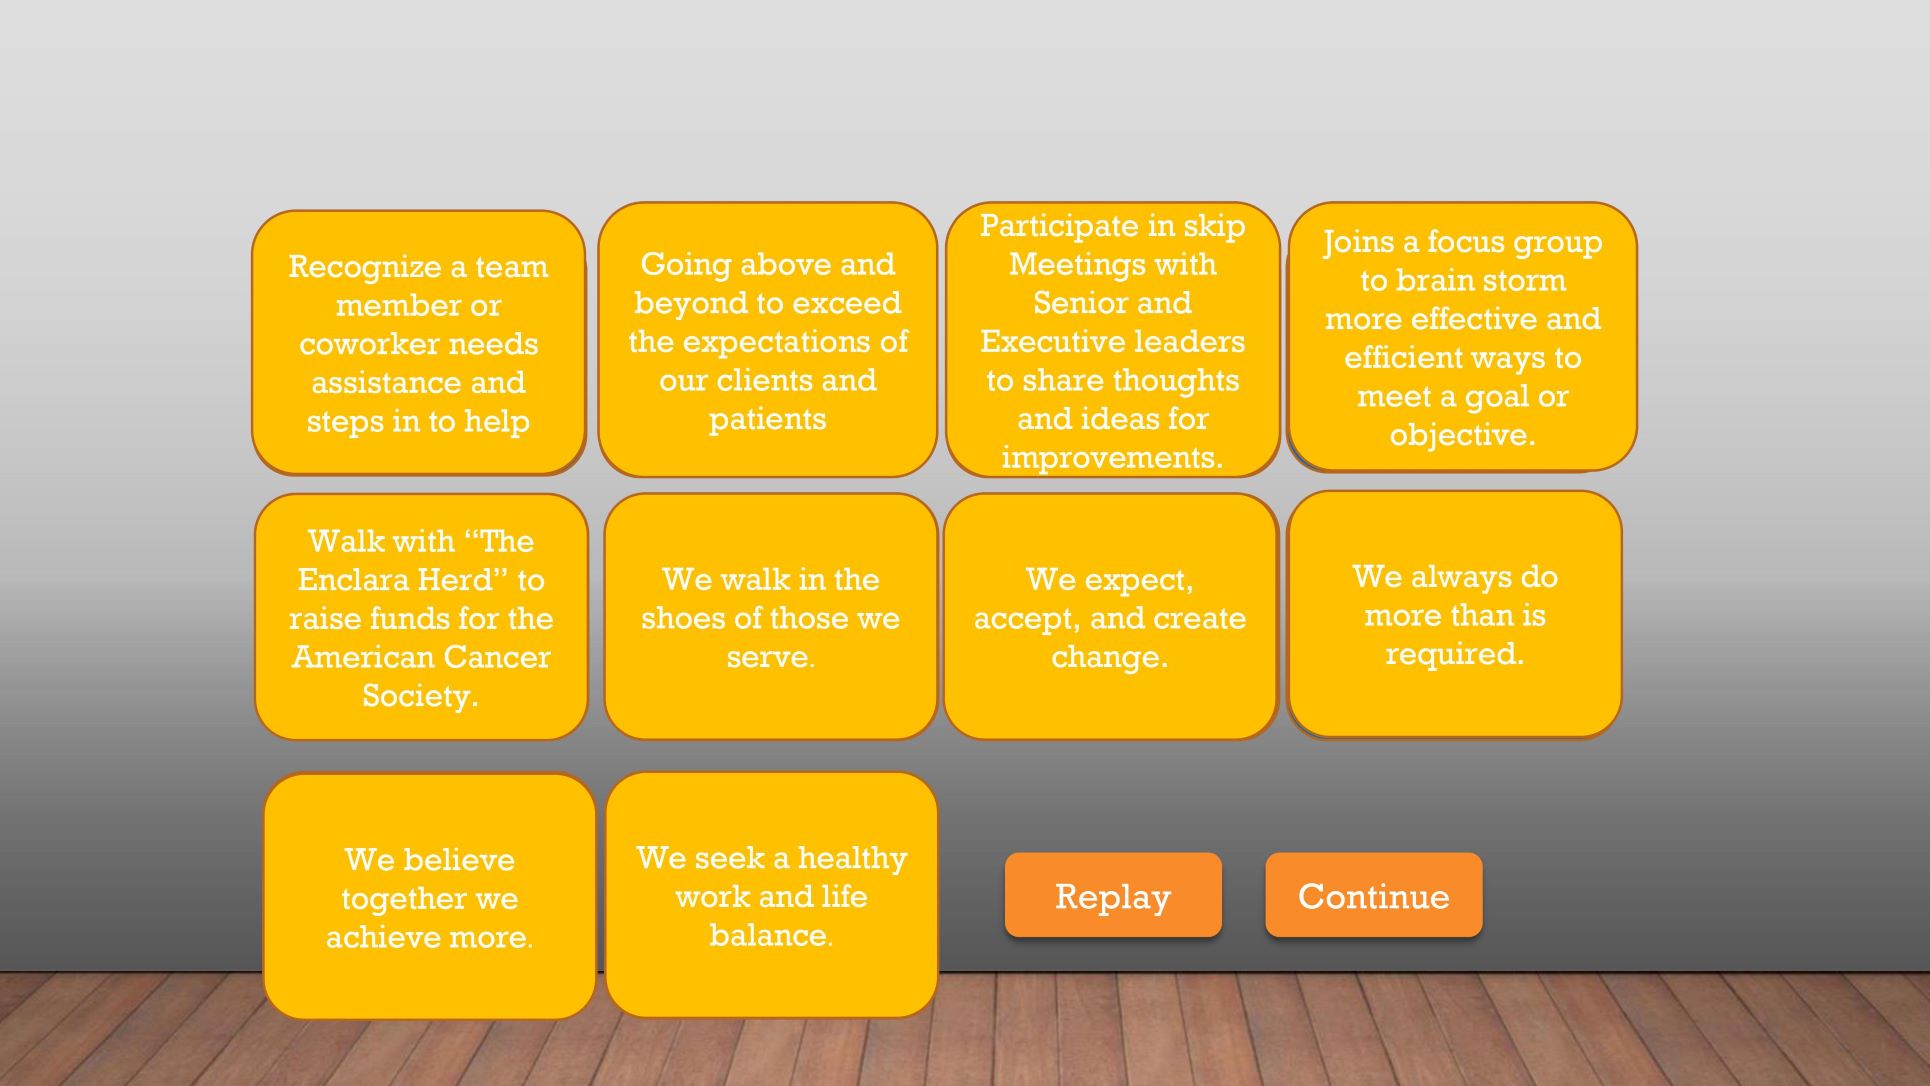 Recognize a team
member or
coworker needs
assistance and
steps in to help
Going above and
beyond to exceed
the expectations of
our clients and
patients
Participate in skip
Meetings with
Senior and
Executive leaders
to share thoughts
and ideas for
improvements.
Joins a focus group
to brain storm
more effective and
efficient ways to
meet a goal or
objective.
Walk with “The
Enclara Herd” to
raise funds for the
American Cancer
Society.
We walk in the
shoes of those we
serve.
We expect,
accept, and create
change.
We always do
more than is
required.
We believe
together we
achieve more.
We seek a healthy
work and life
balance.
Replay
Continue